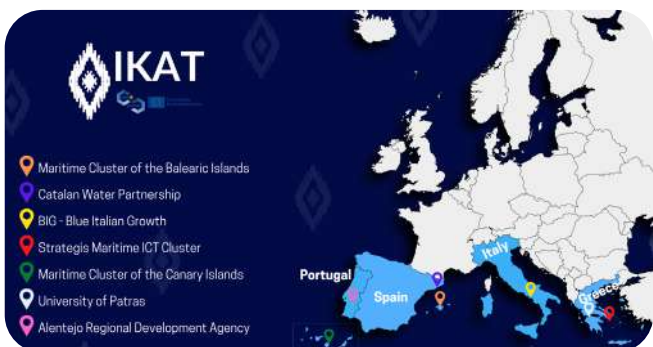 IKAT
Maritime Cluster of the Balearic Islands
Catalan Water Partnership
BIG - Blue Italian Growth
Strategis Maritime ICT Cluster
Maritime Cluster of the Canary Islands
University of Patras
Alentejo Regional Development Agency
Portugal
Spain
Italy
Greece